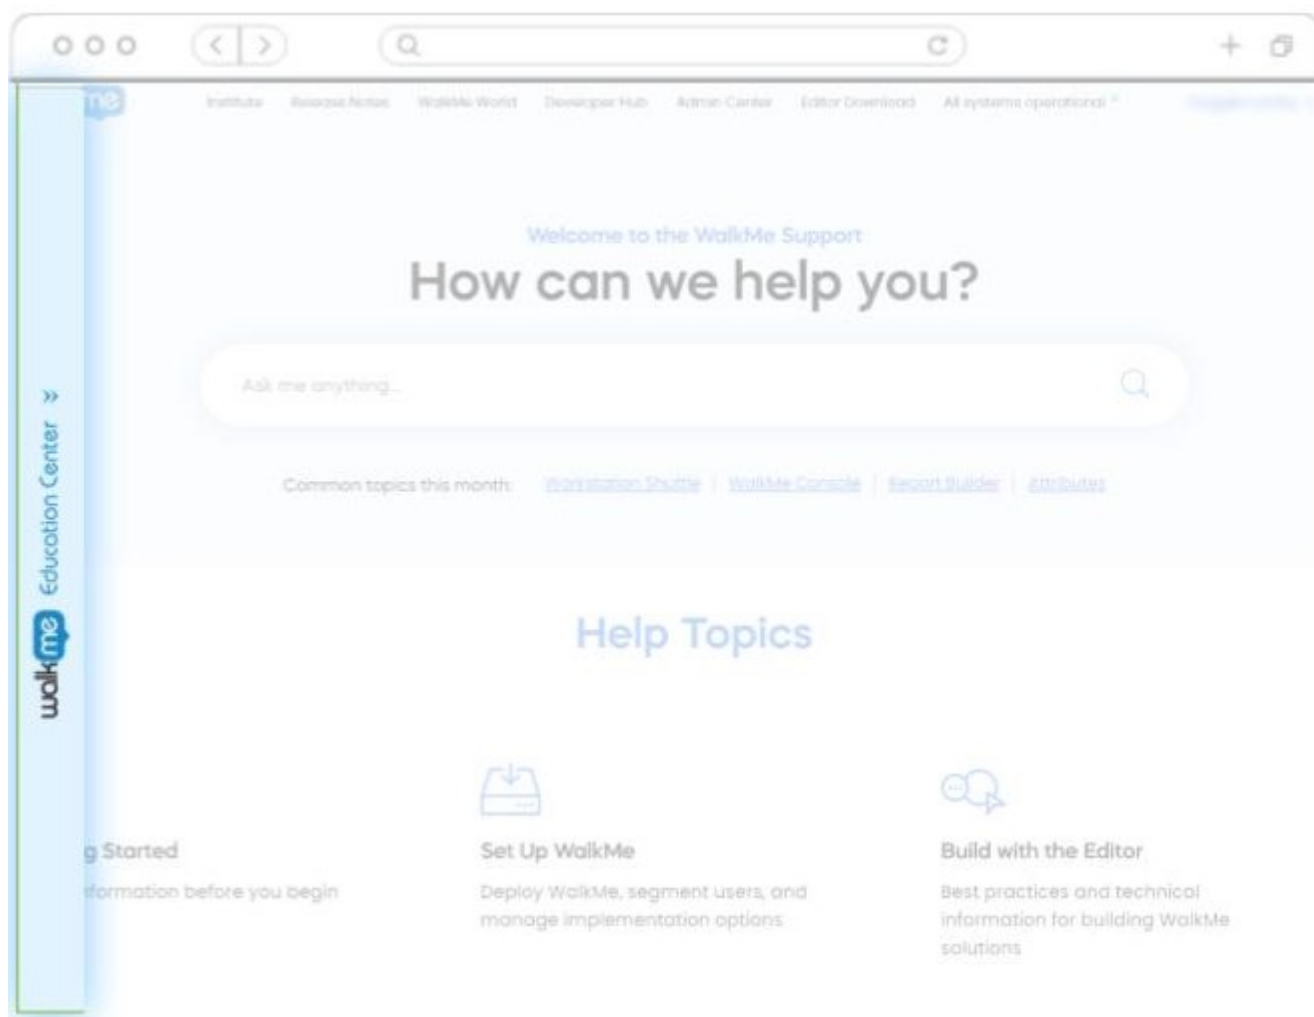 me
Institute Release Notes WalkMe World Developer Hub Admin Center Editor Download All systems operational
Welcome to the WalkMe Support
How can we help you?
Ask me anything...
Common topics this month: Workstation Shuttle | WalkMe Console | Report Builder | Attributes
walkme Education Center
Help Topics
g Started
nformation before you begin
Set Up WalkMe
Deploy WalkMe, segment users, and
manage implementation options
Build with the Editor
Best practices and technical
information for building WalkMe
solutions